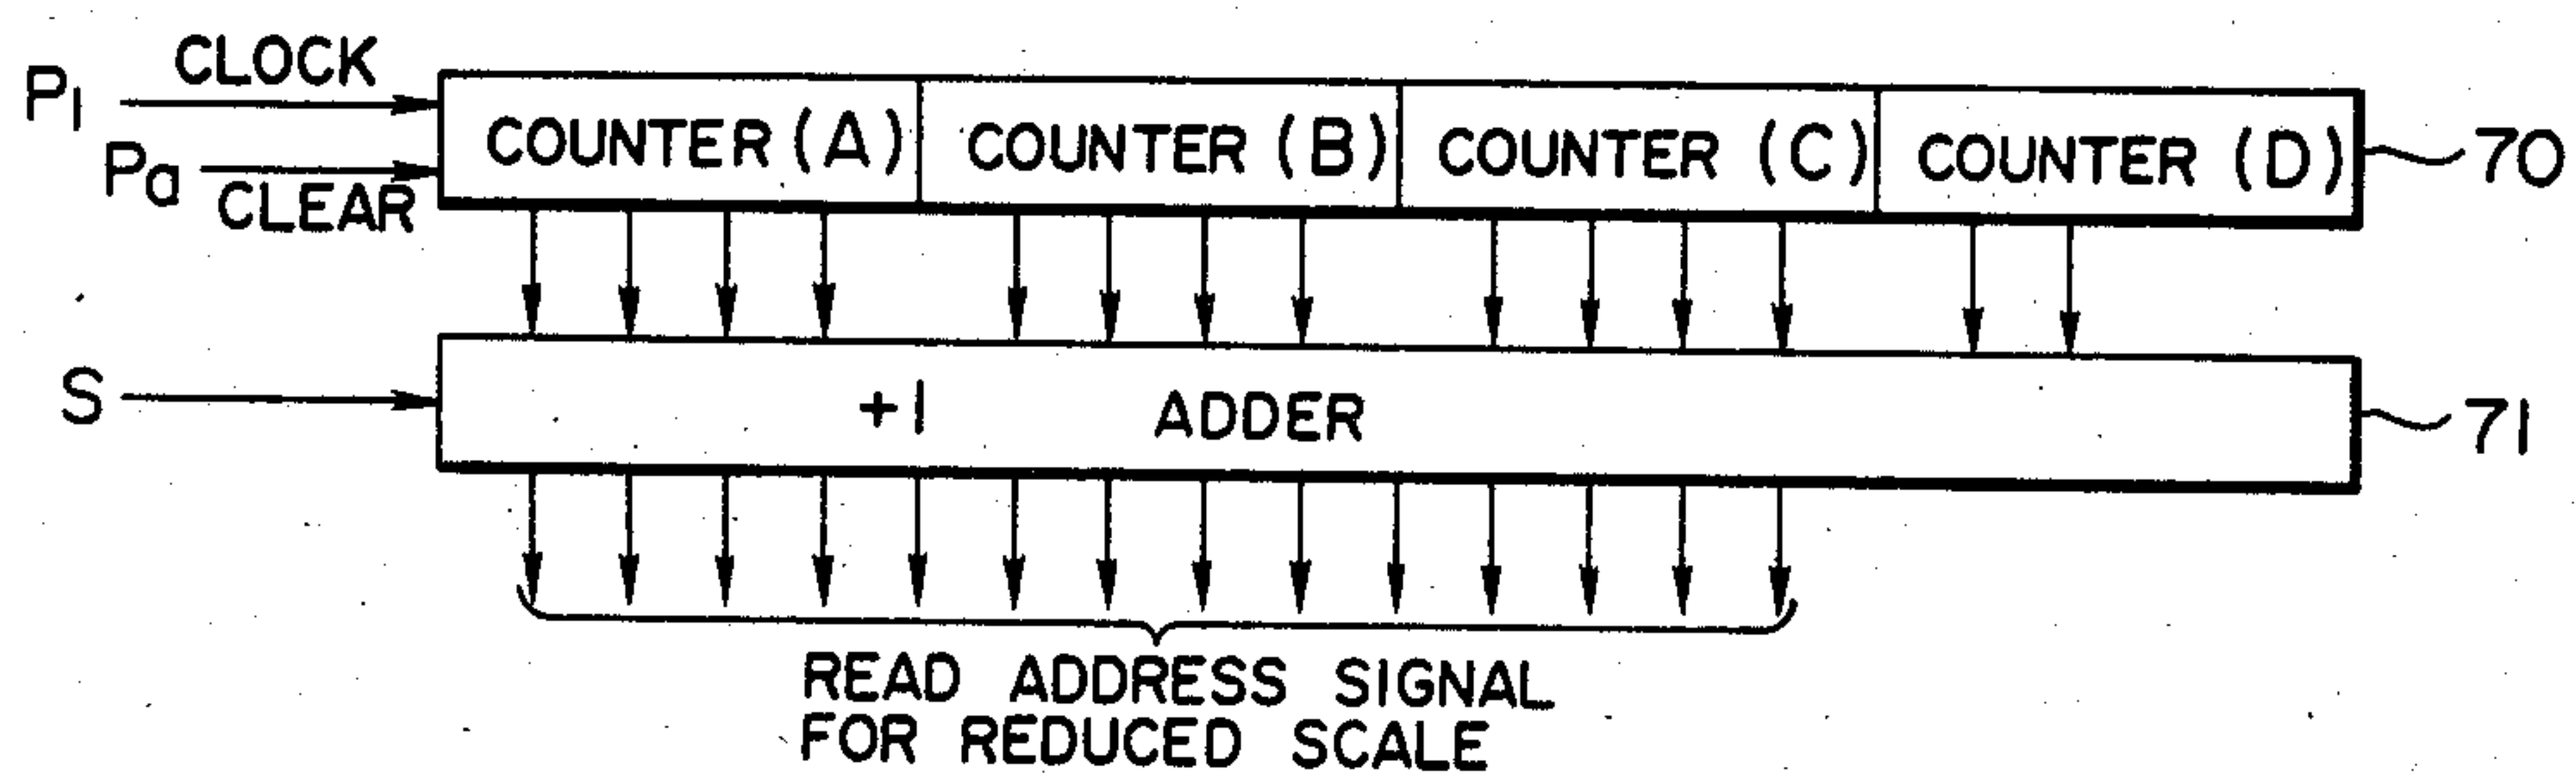 P1 CLOCK
Pa CLEAR
COUNTER (A) COUNTER (B) COUNTER (C) COUNTER (D) 70
S +1 ADDER 71
READ ADDRESS SIGNAL
FOR REDUCED SCALE